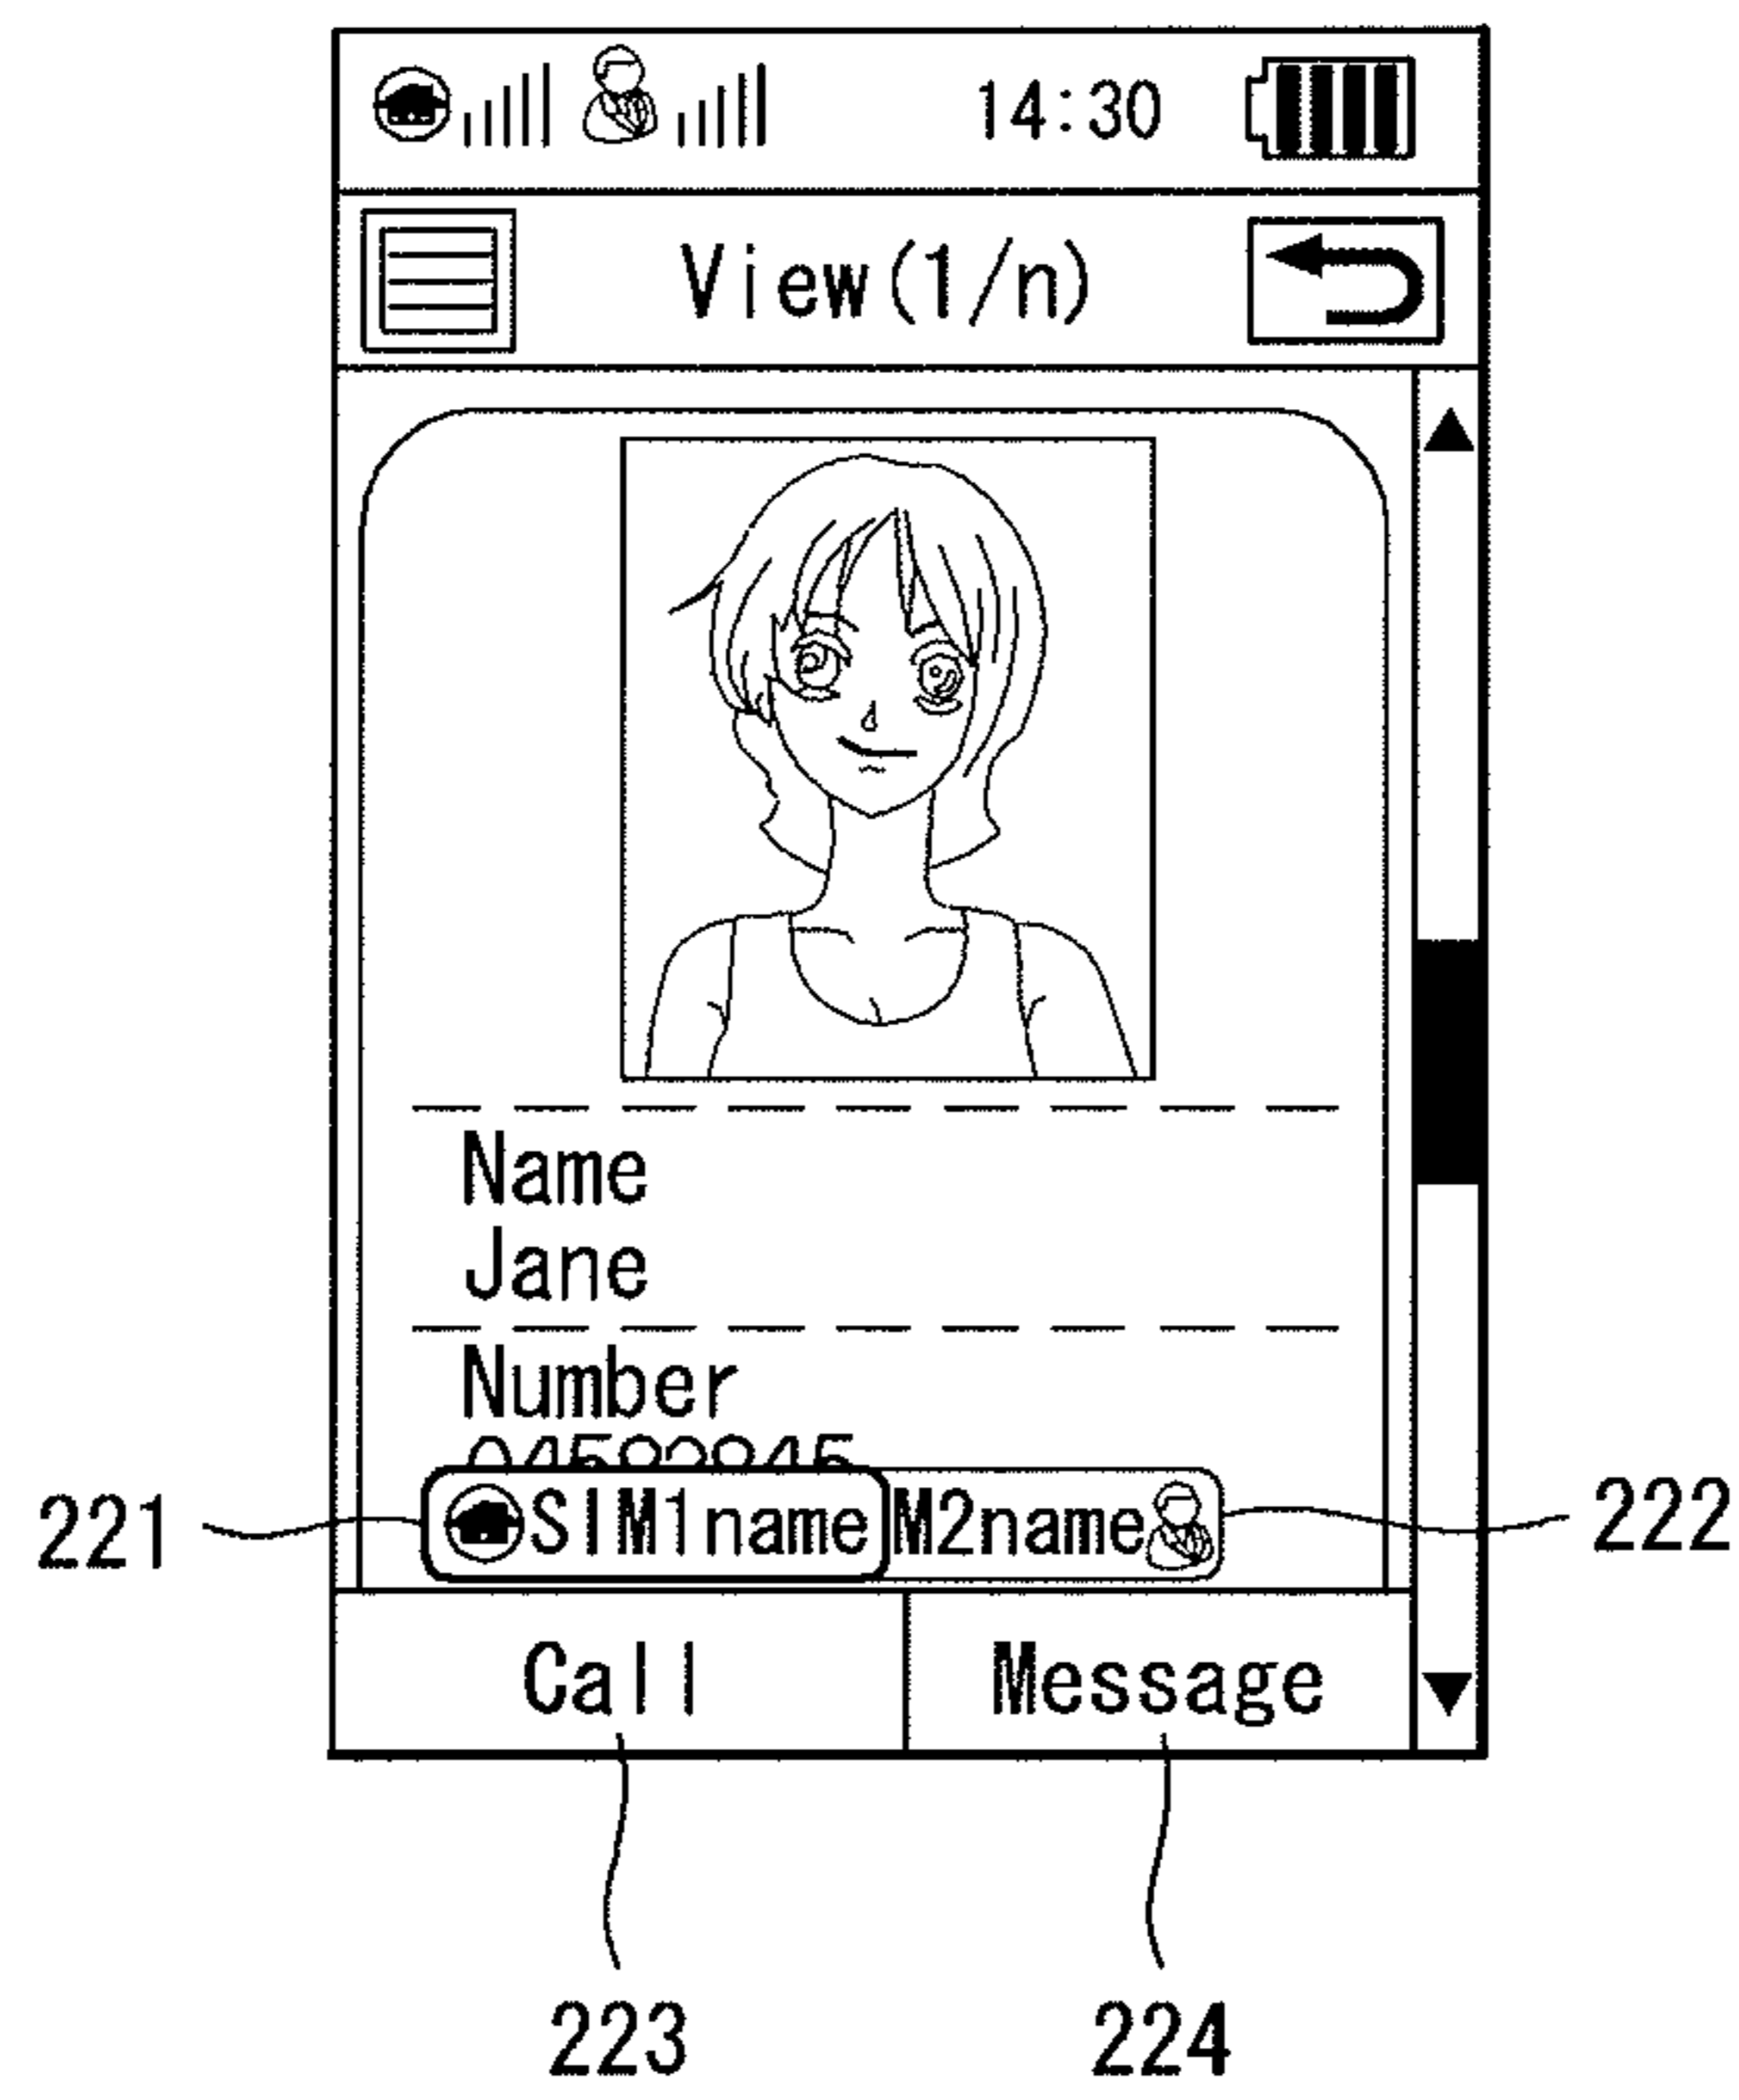 14:30
View(1/n)
Name
Jane
Number
221
SIM1name
M2name
222
Call
Message
223
224